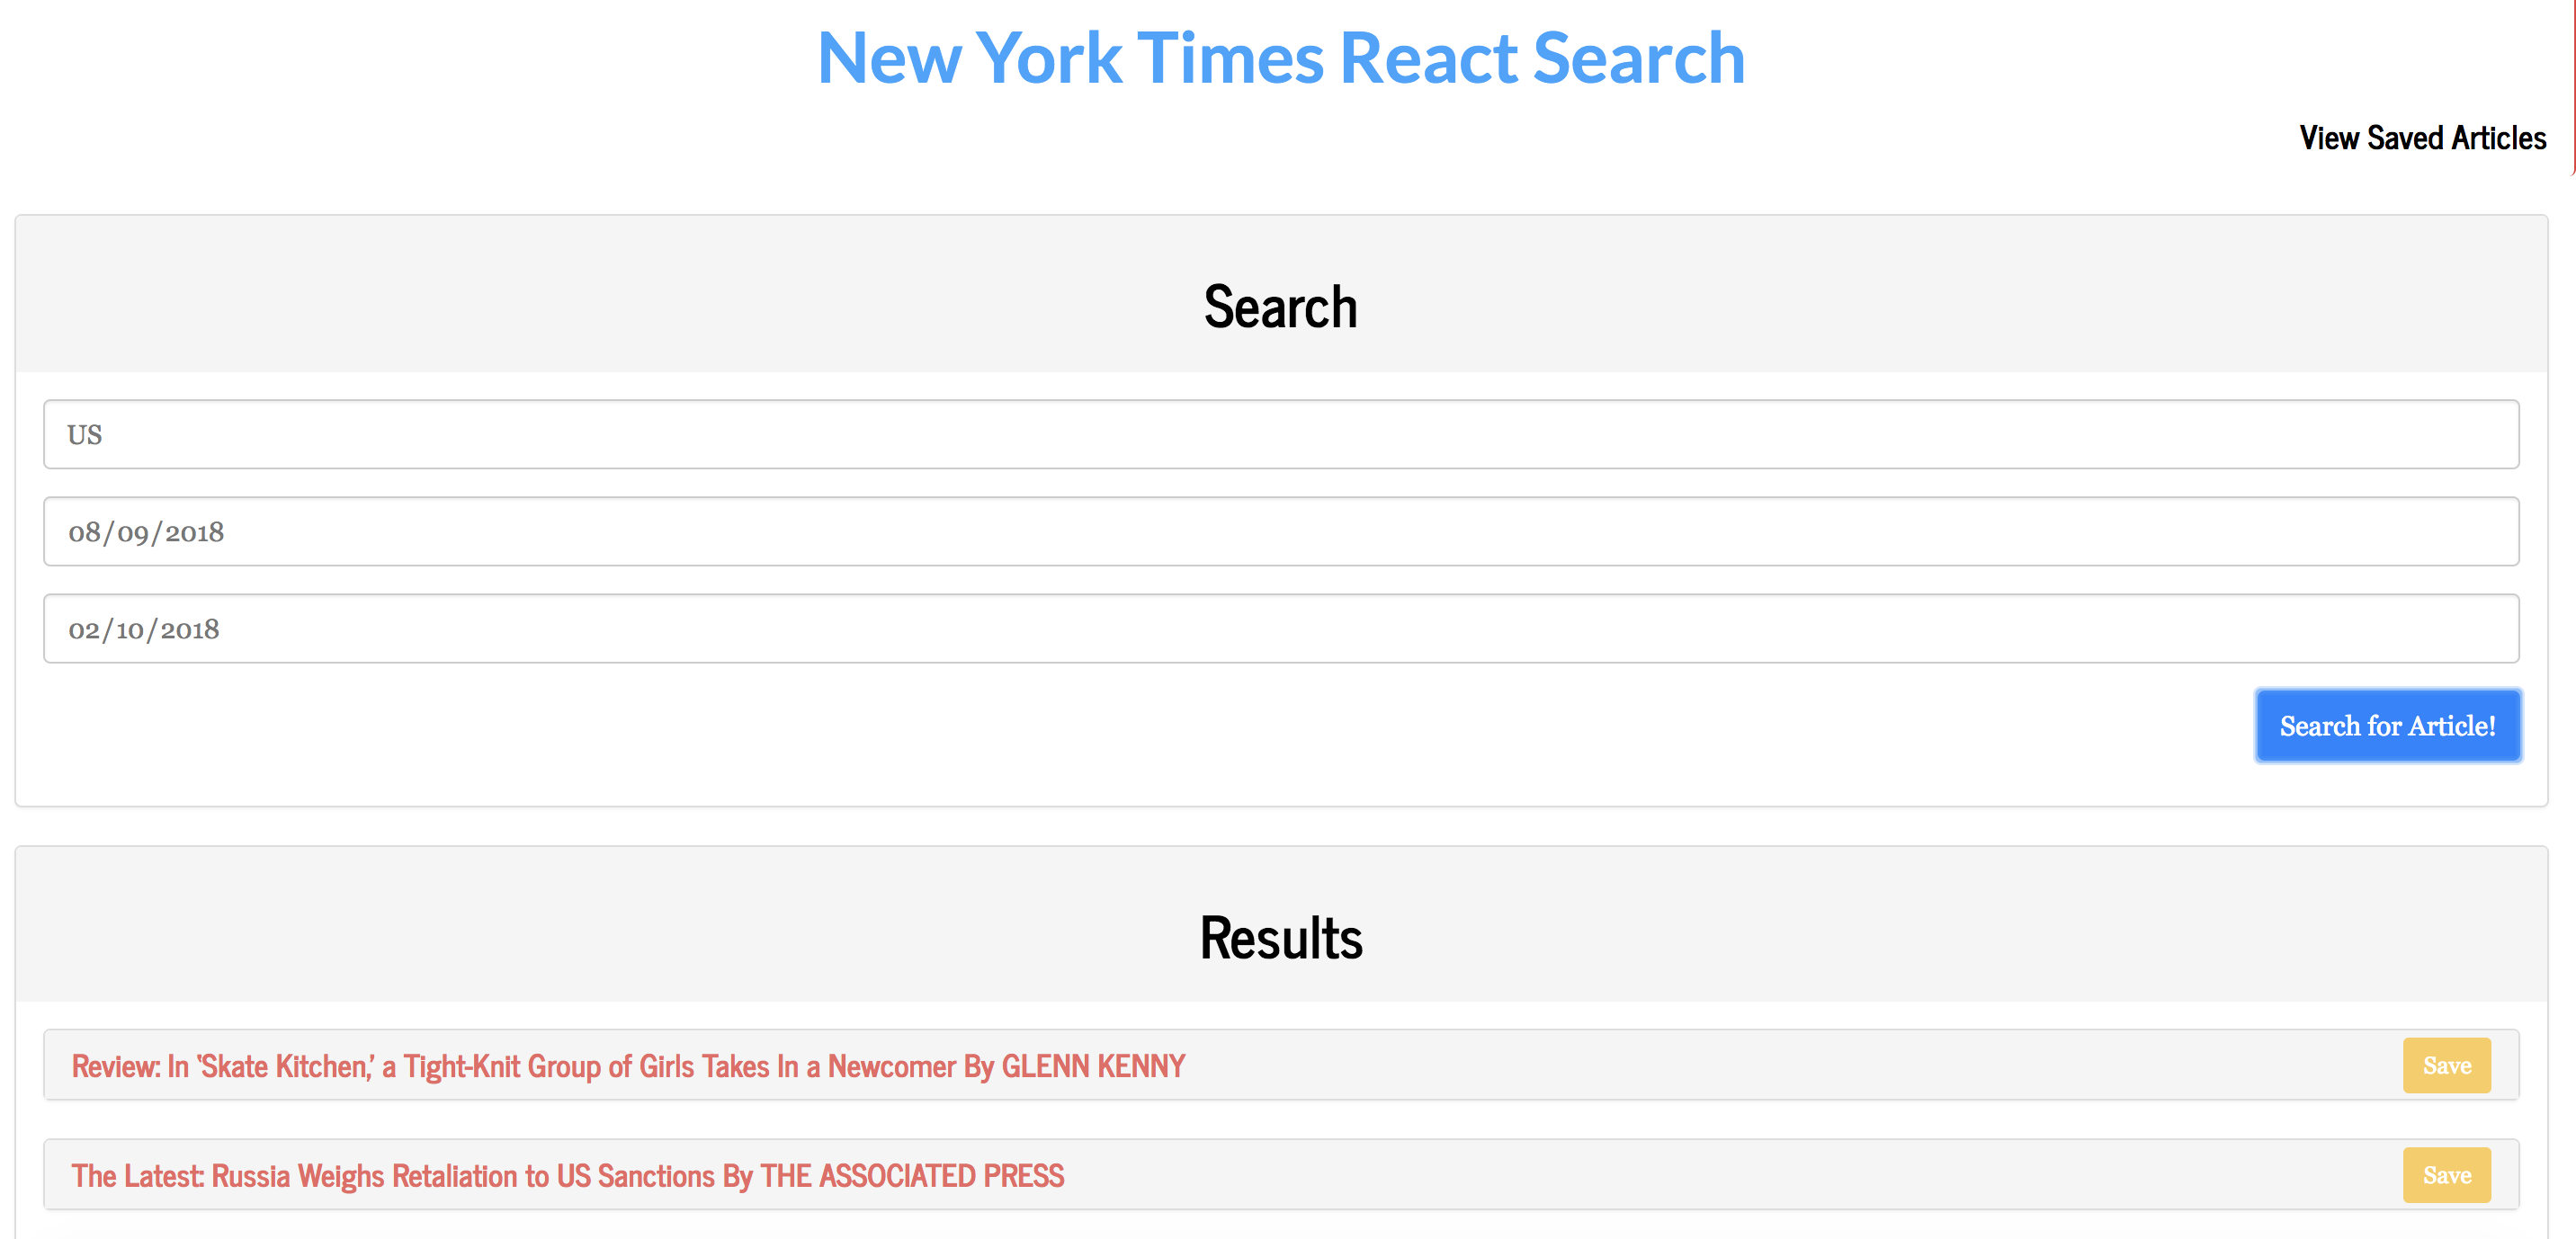 New York Times React Search
View Saved Articles
Search
US
08/09/2018
02/10/2018
Search for Article!
Results
Review: In ‘Skate Kitchen,’ a Tight-Knit Group of Girls Takes In a Newcomer By GLENN KENNY
Save
The Latest: Russia Weighs Retaliation to US Sanctions By THE ASSOCIATED PRESS
Save